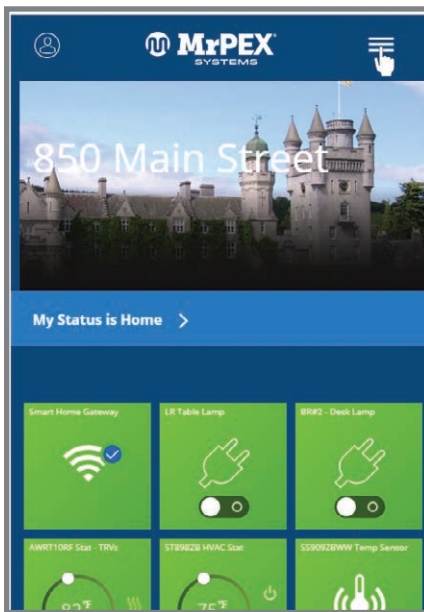 MrPEX
SYSTEMS
850 Main Street
My Status is Home
Smart Home Gateway
LR Table Lamp
BR#2 - Desk Lamp
AWRT10RF Stat - TRVs
ST898ZB HVAC Stat
SS909ZBWW Temp Sensor